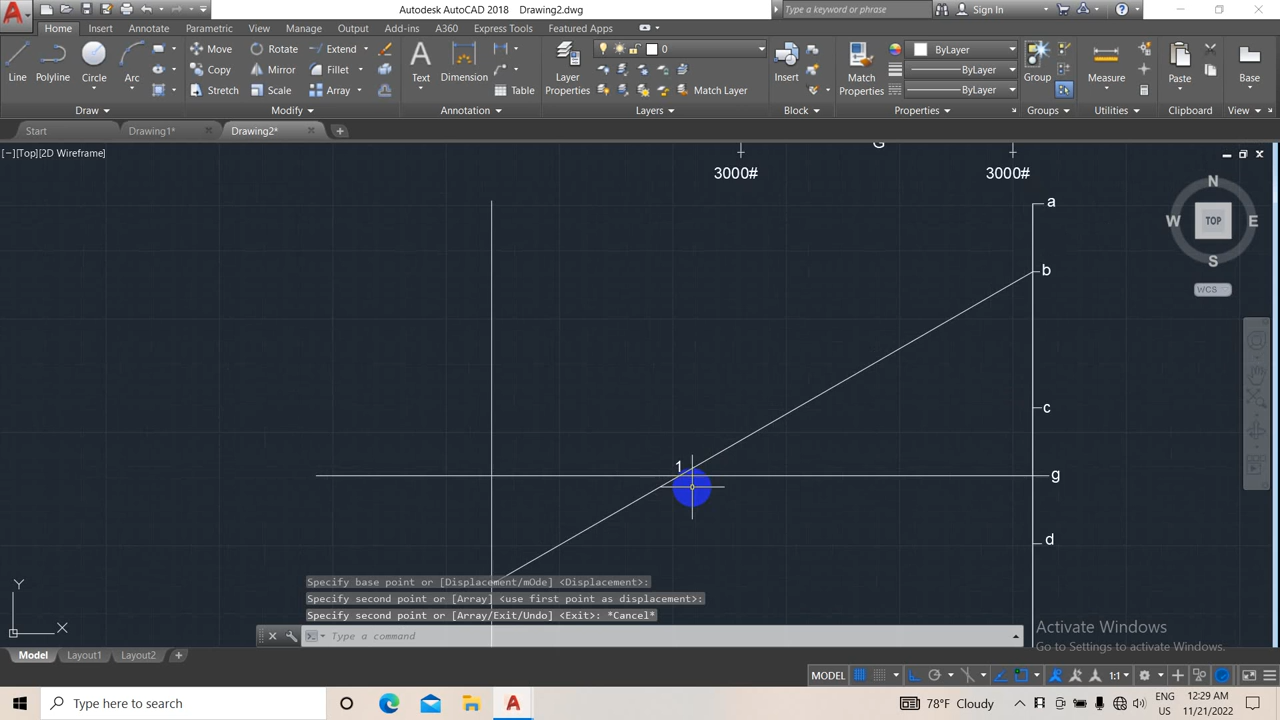 Autodesk AutoCAD 2018 Drawing2.dwg
Type a keyword or phrase
Sign In
Home Insert Annotate Parametric View Manage Output Add-ins A360 Express Tools Featured Apps
Line
Polyline
Circle
Arc
Move
Rotate
Extend
Copy
Mirror
Fillet
Stretch
Scale
Array
Text
Dimension
Table
Layer
Properties
0
Match Layer
Insert
Match
Properties
ByLayer
ByLayer
ByLayer
Group
Measure
Paste
Base
Draw
Modify
Annotation
Layers
Block
Properties
Groups
Utilities
Clipboard
View
Start
Drawing1*
Drawing2*
[−][Top][2D Wireframe]
G
3000#
3000#
N
W
TOP
E
S
WCS
a
b
c
1
g
d
Specify base point or [Displacement/mOde] <Displacement>:
Specify second point or [Array] <use first point as displacement>:
Specify second point or [Array/Exit/Undo] <Exit>: *Cancel*
Type a command
Y
X
Activate Windows
Go to Settings to activate Windows.
Model
Layout1
Layout2
MODEL
1:1
Type here to search
78°F Cloudy
ENG
US
12:29 AM
11/21/2022